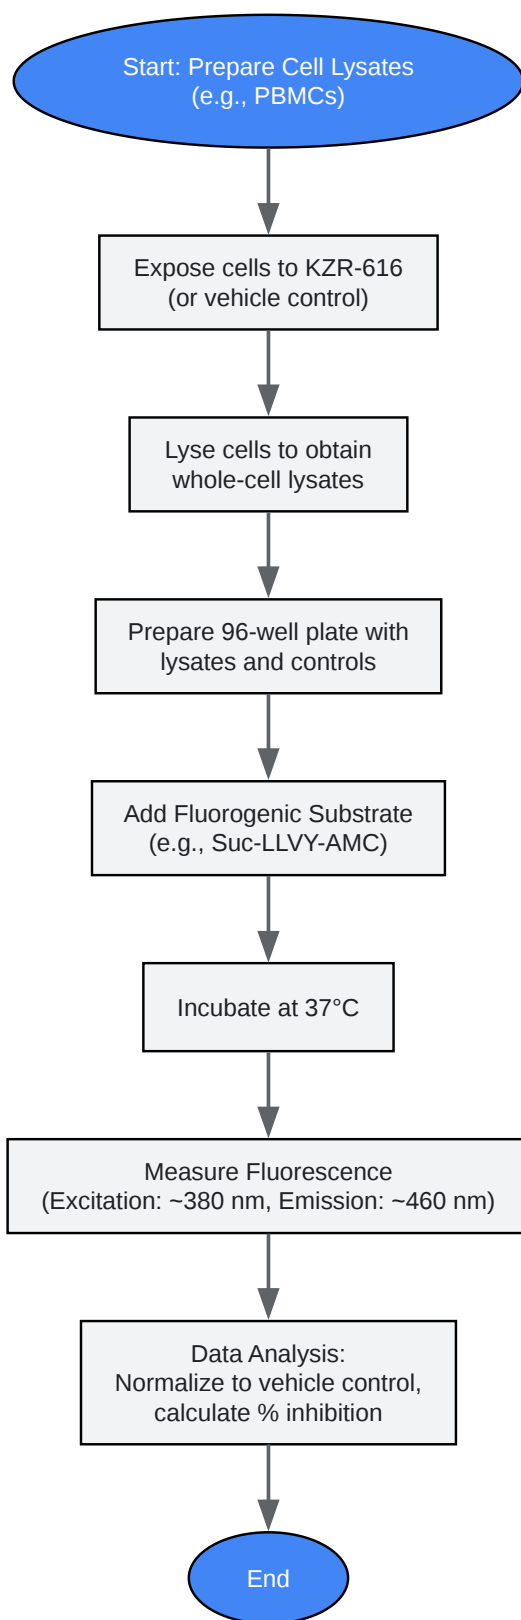 Start: Prepare Cell Lysates
(e.g., PBMCs)
Expose cells to KZR-616
(or vehicle control)
Lyse cells to obtain
whole-cell lysates
Prepare 96-well plate with
lysates and controls
Add Fluorogenic Substrate
(e.g., Suc-LLVY-AMC)
Incubate at 37°C
Measure Fluorescence
(Excitation: ~380 nm, Emission: ~460 nm)
Data Analysis:
Normalize to vehicle control,
calculate % inhibition
End